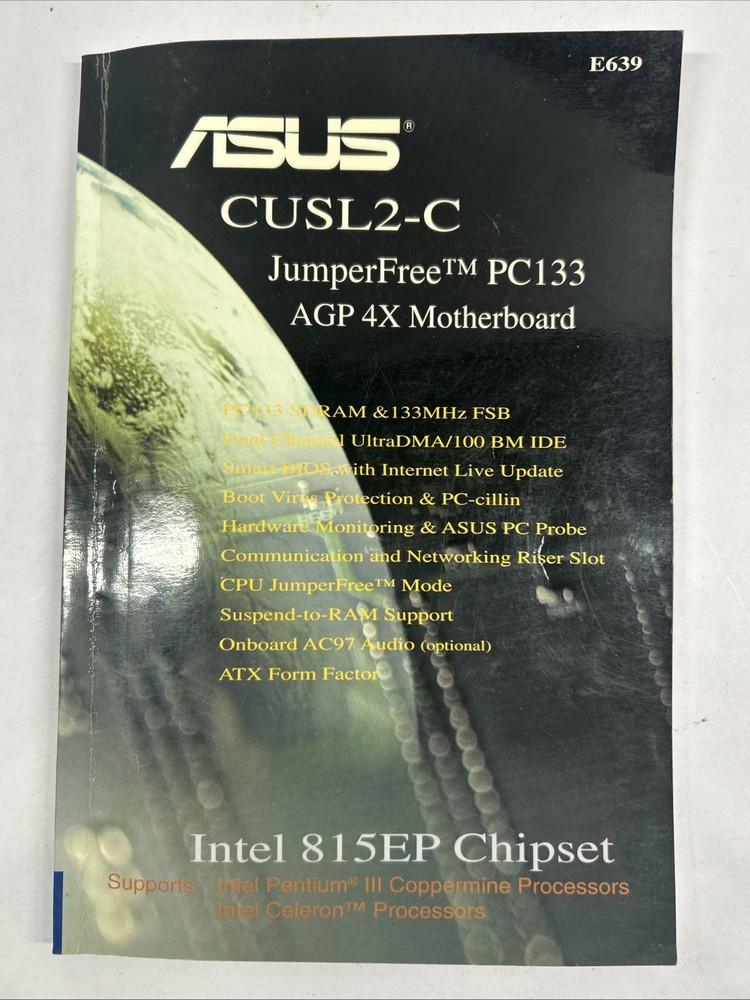 E639
ASUS®
CUSL2-C
JumperFree™ PC133
AGP 4X Motherboard
PC133 SDRAM &133MHz FSB
Dual Channel UltraDMA/100 BM IDE
Smart BIOS with Internet Live Update
Boot Virus Protection & PC-cillin
Hardware Monitoring & ASUS PC Probe
Communication and Networking Riser Slot
CPU JumperFree™ Mode
Suspend-to-RAM Support
Onboard AC97 Audio (optional)
ATX Form Factor
Intel 815EP Chipset
Supports Intel Pentium® III Coppermine Processors
Intel Celeron™ Processors